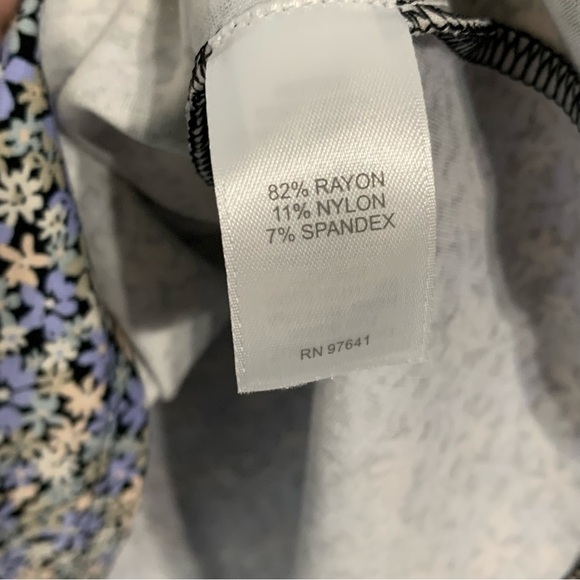 82% RAYON
11% NYLON
7% SPANDEX
RN 97641